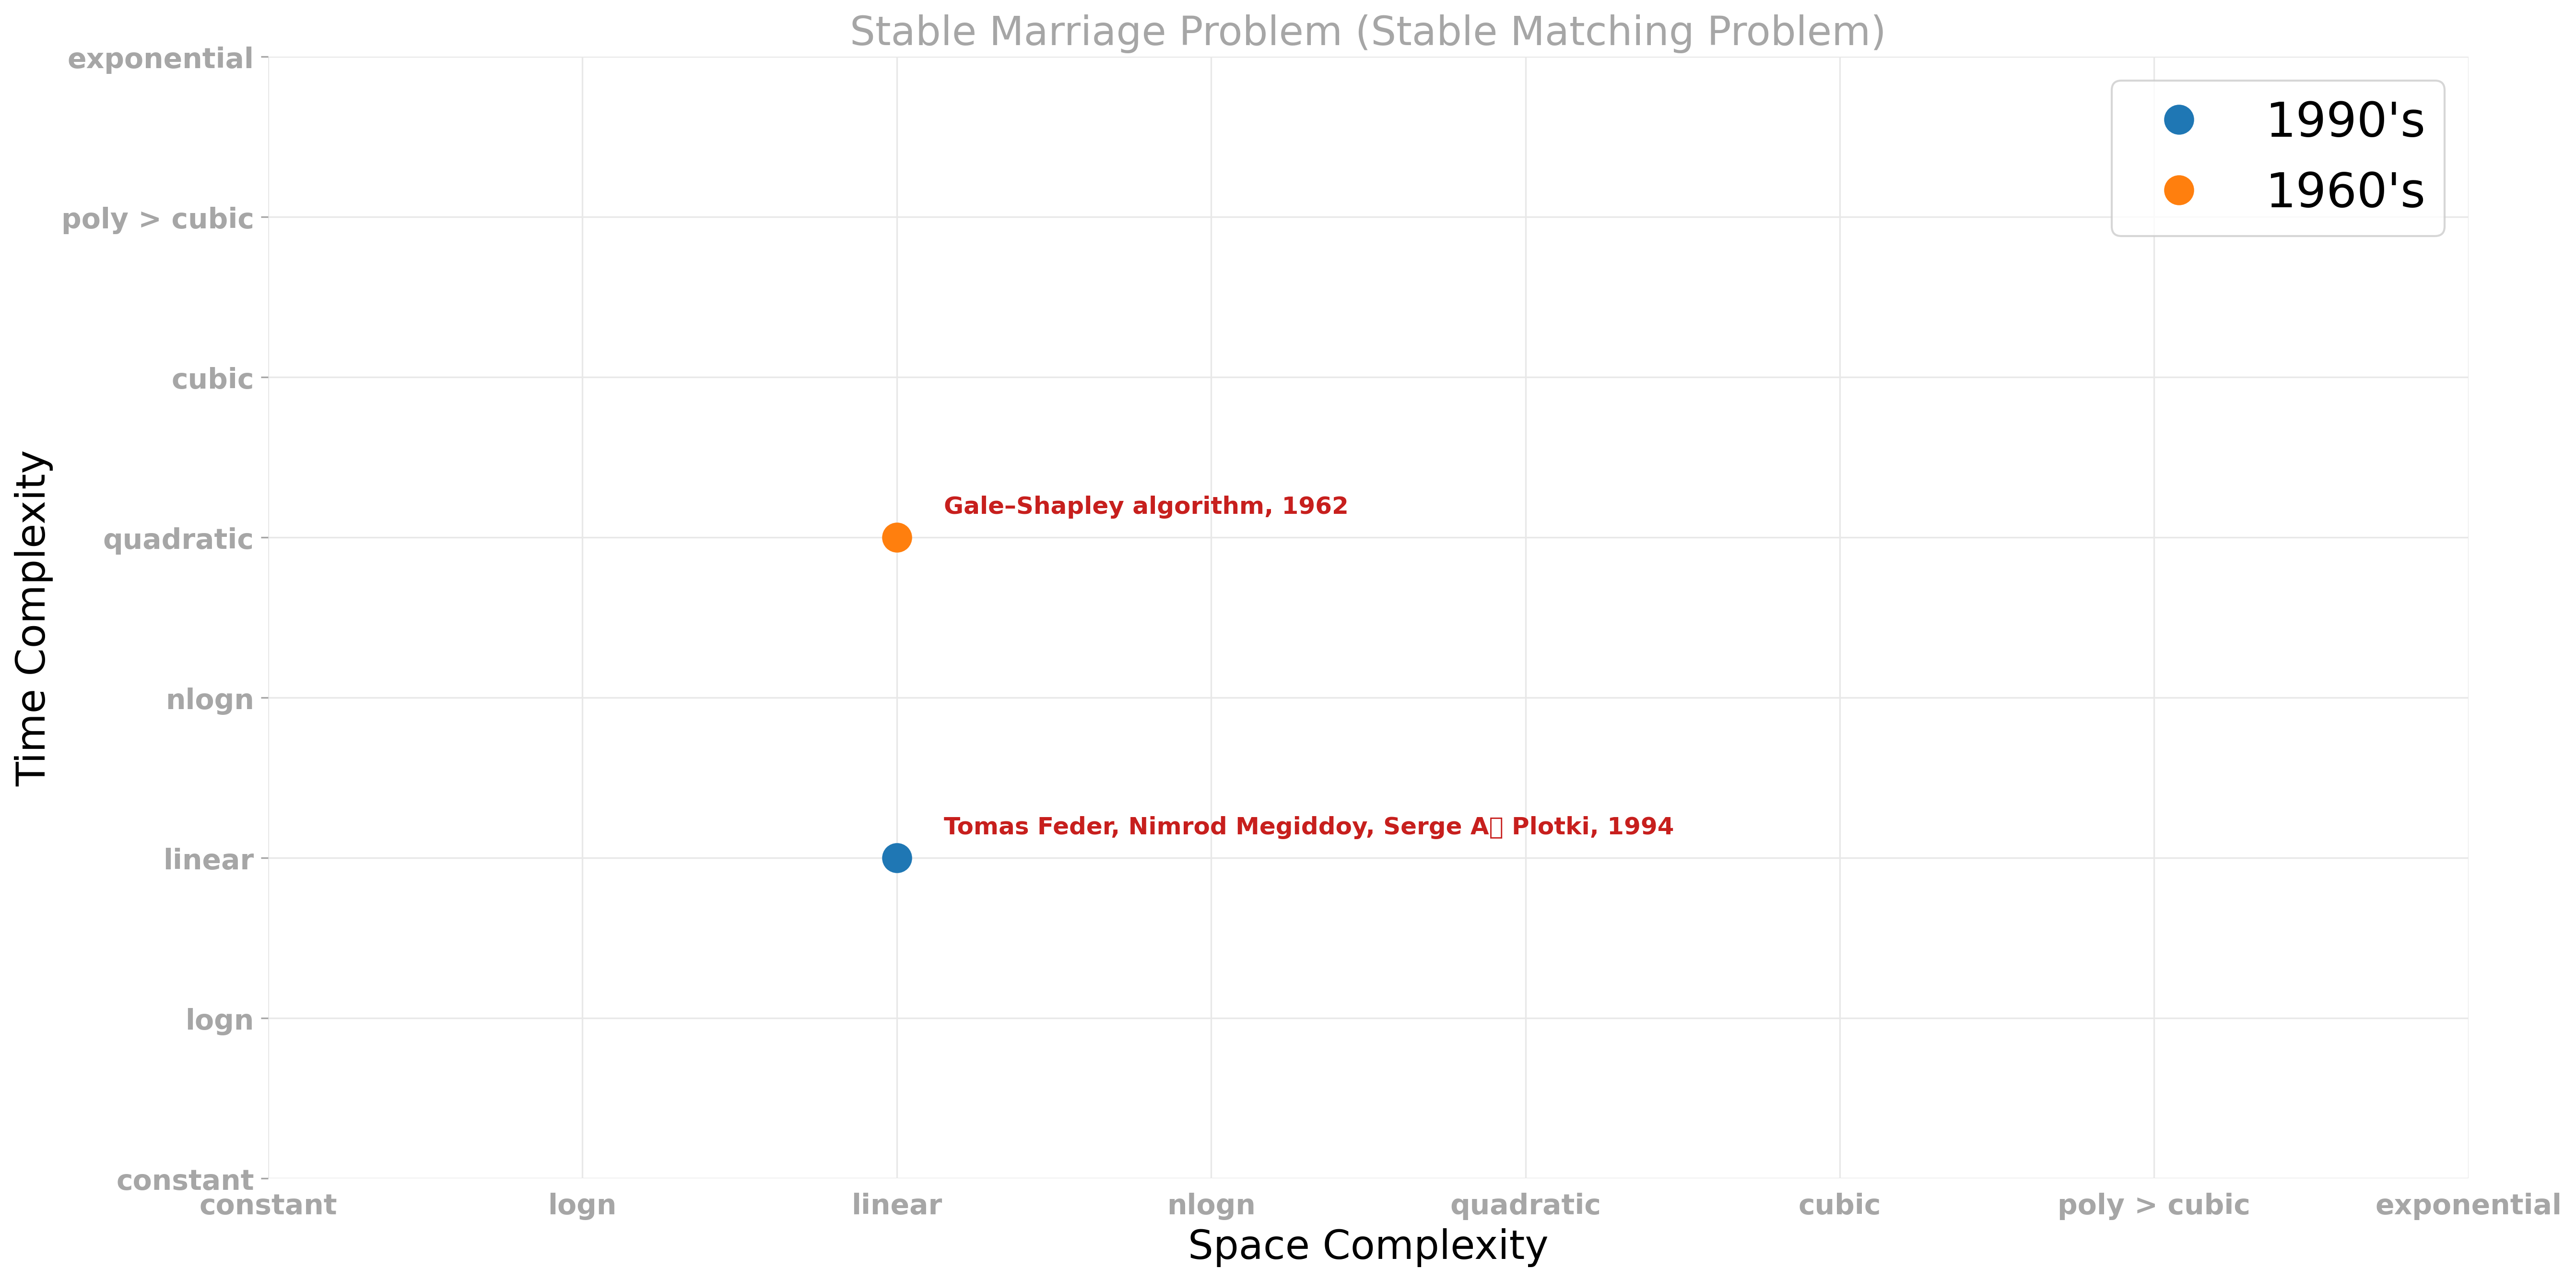 Stable Marriage Problem (Stable Matching Problem)
exponential
poly > cubic
cubic
quadratic
nlogn
linear
logn
constant
Time Complexity
1990's
1960's
Gale–Shapley algorithm, 1962
Tomas Feder, Nimrod Megiddoy, Serge A▯ Plotki, 1994
constant
logn
linear
nlogn
quadratic
cubic
poly > cubic
exponential
Space Complexity